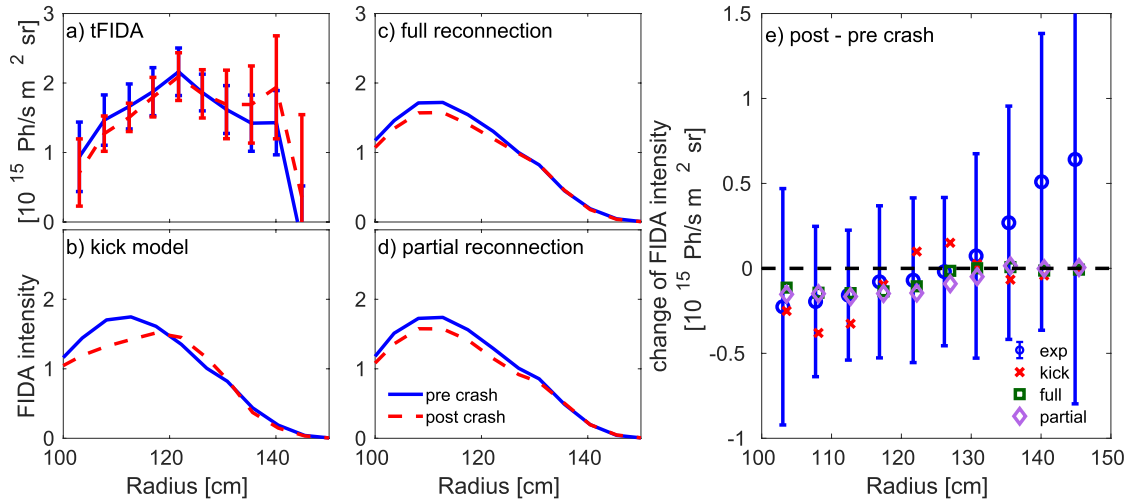 a) tFIDA
3
2
1
0
[10 15 Ph/s m 2 sr]
b) kick model
2
1
0
100
120
140
FIDA intensity
Radius [cm]
c) full reconnection
3
2
1
0
d) partial reconnection
2
1
0
pre crash
post crash
100
120
140
Radius [cm]
e) post - pre crash
0.5
0
-0.5
-1
change of FIDA intensity
[10 15 Ph/s m 2 sr]
exp
kick
full
partial
100
110
120
130
140
150
Radius [cm]